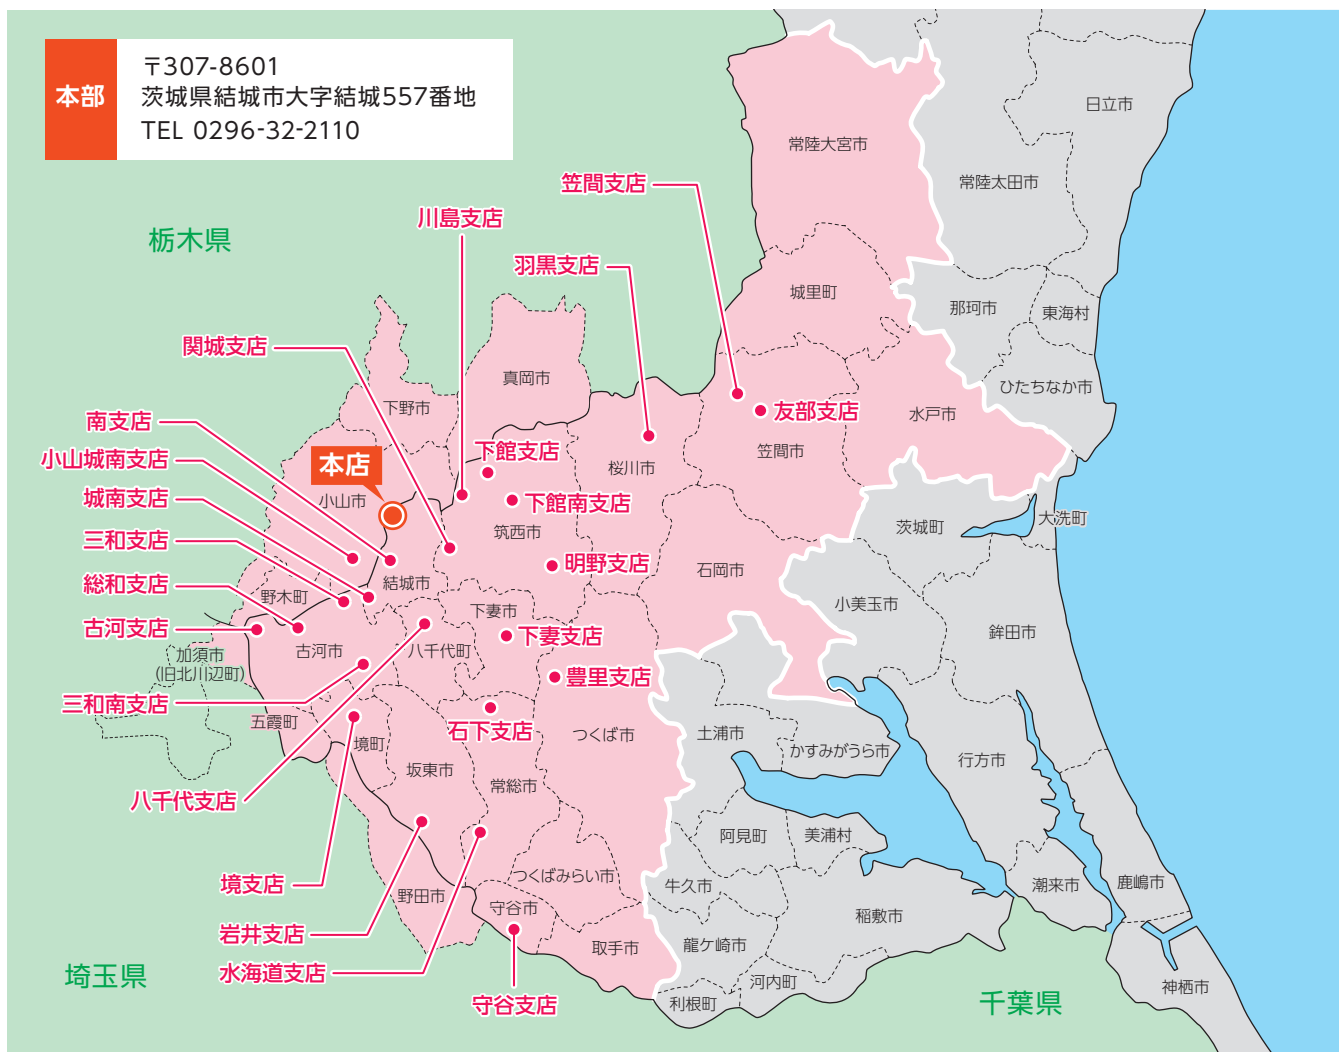 本部
〒307-8601
茨城県結城市大字結城557番地
TEL 0296-32-2110
日立市
常陸大宮市
常陸太田市
笠間支店
川島支店
栃木県
羽黒支店
城里町
那珂市
東海村
関城支店
真岡市
ひたちなか市
下野市
友部支店
水戸市
南支店
下館支店
笠間市
小山城南支店
本店
桜川市
小山市
城南支店
下館南支店
大洗町
茨城町
筑西市
三和支店
明野支店
石岡市
総和支店
結城市
野木町
小美玉市
下妻市
古河支店
鉾田市
下妻支店
古河市
八千代町
加須市
(旧北川辺町)
豊里支店
三和南支店
五霞町
石下支店
つくば市
土浦市
境町
かすみがうら市
行方市
坂東市
常総市
八千代支店
阿見町
美浦村
つくばみらい市
境支店
牛久市
潮来市
鹿嶋市
野田市
守谷市
稲敷市
岩井支店
取手市
龍ケ崎市
水海道支店
埼玉県
河内町
神栖市
守谷支店
利根町
千葉県